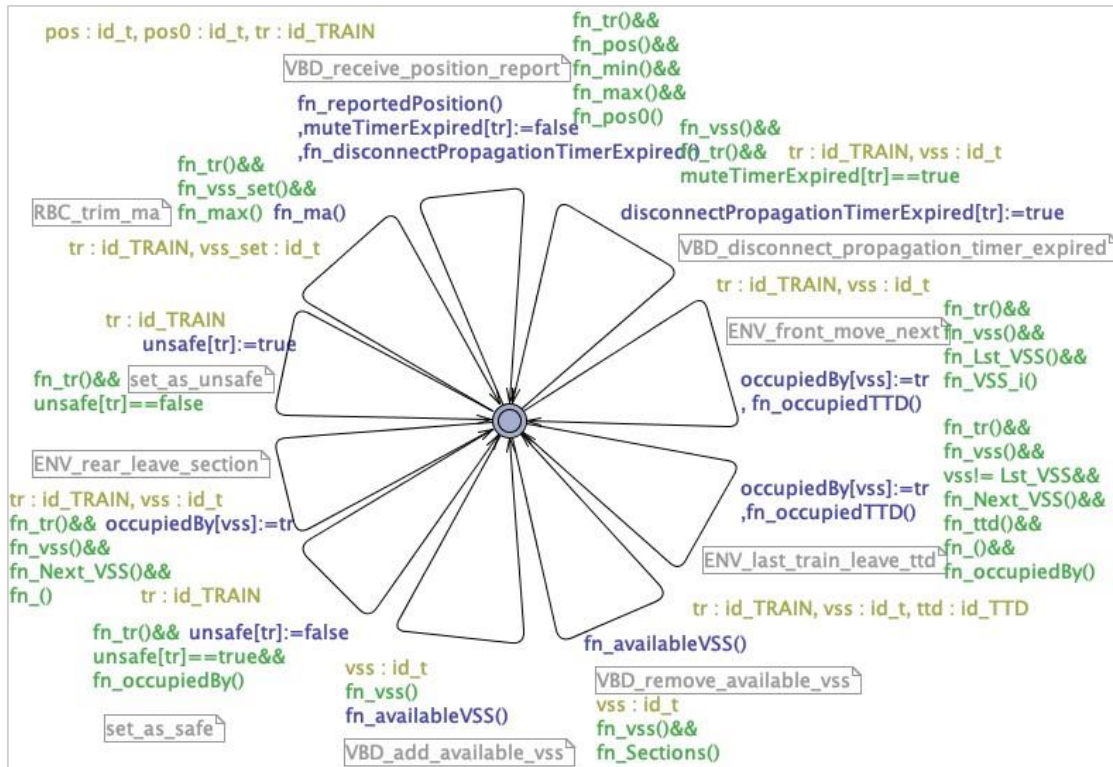 pos : id_t, pos0 : id_t, tr : id_TRAIN
VBD_receive_position_report
fn_tr()&&
fn_pos()&&
fn_min()&&
fn_max()&&
fn_pos0()
fn_reportedPosition()
,muteTimerExpired[tr]:=false
,fn_disconnectPropagationTimerExpired()
fn_vss()&&
fn_tr()&& tr : id_TRAIN, vss : id_t
muteTimerExpired[tr]==true
disconnectPropagationTimerExpired[tr]:=true
VBD_disconnect_propagation_timer_expired
fn_tr()&&
fn_vss_set()&&
RBC_trim_ma fn_max() fn_ma()
tr : id_TRAIN, vss_set : id_t
tr : id_TRAIN, vss : id_t
ENV_front_move_next
fn_tr()&&
fn_vss()&&
fn_Lst_VSS()&&
fn_VSS_i()
occupiedBy[vss]:=tr
, fn_occupiedTTD()
tr : id_TRAIN
unsafe[tr]:=true
fn_tr()&& set_as_unsafe
unsafe[tr]==false
fn_tr()&&
fn_vss()&&
vss!= Lst_VSS&&
fn_Next_VSS()&&
fn_ttd()&&
fn_()&&
fn_occupiedBy()
occupiedBy[vss]:=tr
,fn_occupiedTTD()
ENV_last_train_leave_ttd
tr : id_TRAIN, vss : id_t, ttd : id_TTD
ENV_rear_leave_section
tr : id_TRAIN, vss : id_t
fn_tr()&& occupiedBy[vss]:=tr
fn_vss()&&
fn_Next_VSS()&&
fn_()
tr : id_TRAIN
fn_tr()&& unsafe[tr]:=false
unsafe[tr]==true&&
fn_occupiedBy()
set_as_safe
vss : id_t
fn_vss()
fn_availableVSS()
VBD_add_available_vss
fn_availableVSS()
VBD_remove_available_vss
vss : id_t
fn_vss()&&
fn_Sections()